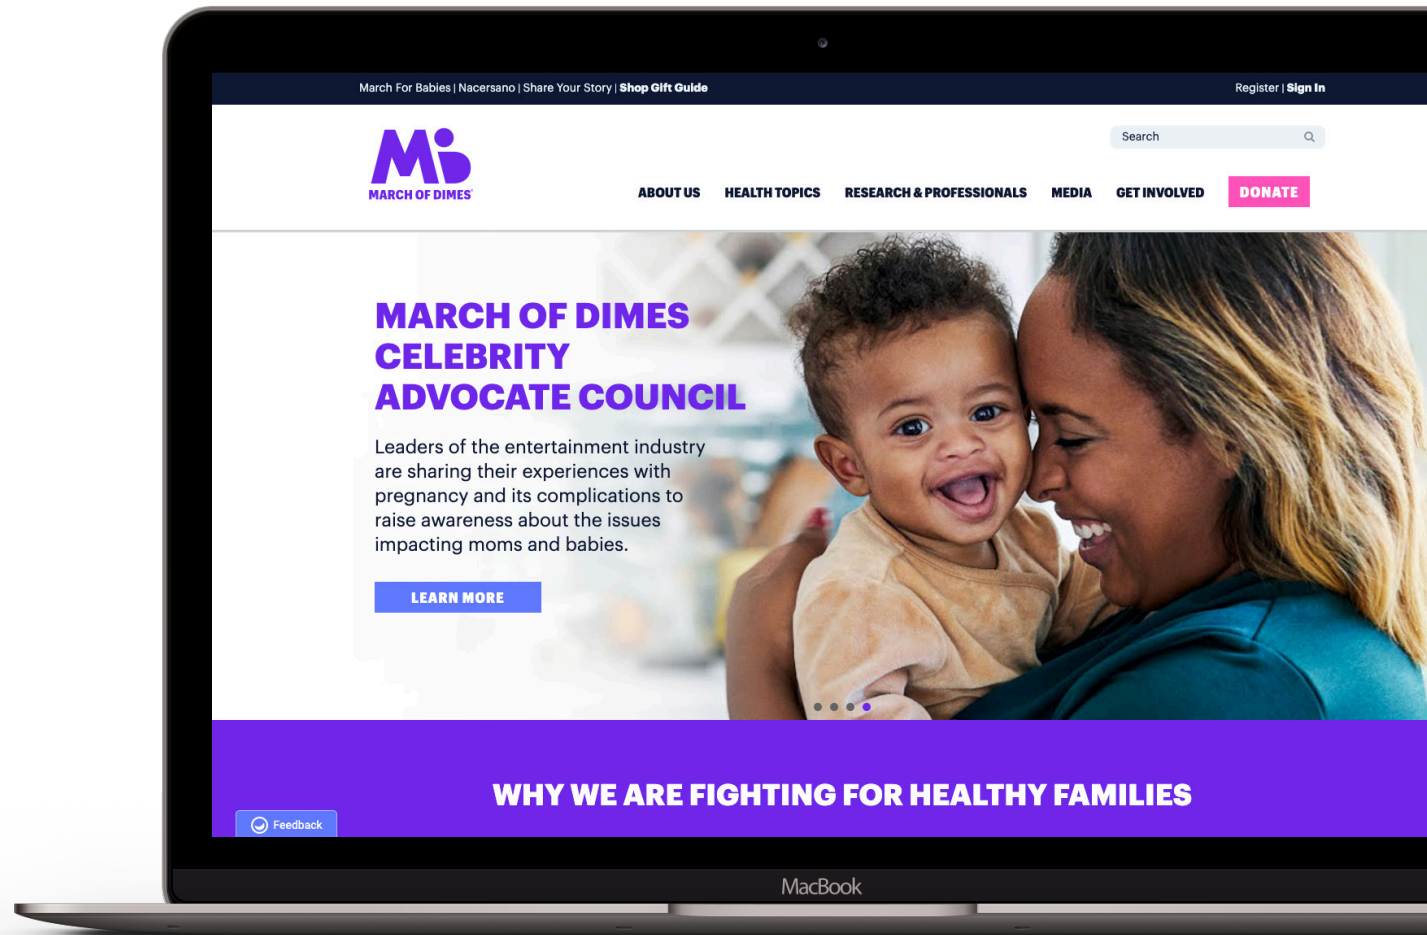 March For Babies | Nacersano | Share Your Story | Shop Gift Guide
Register | Sign In
MARCH OF DIMES
Search
ABOUT US HEALTH TOPICS RESEARCH & PROFESSIONALS MEDIA GET INVOLVED DONATE
MARCH OF DIMES
CELEBRITY
ADVOCATE COUNCIL
Leaders of the entertainment industry
are sharing their experiences with
pregnancy and its complications to
raise awareness about the issues
impacting moms and babies.
LEARN MORE
WHY WE ARE FIGHTING FOR HEALTHY FAMILIES
Feedback
MacBook